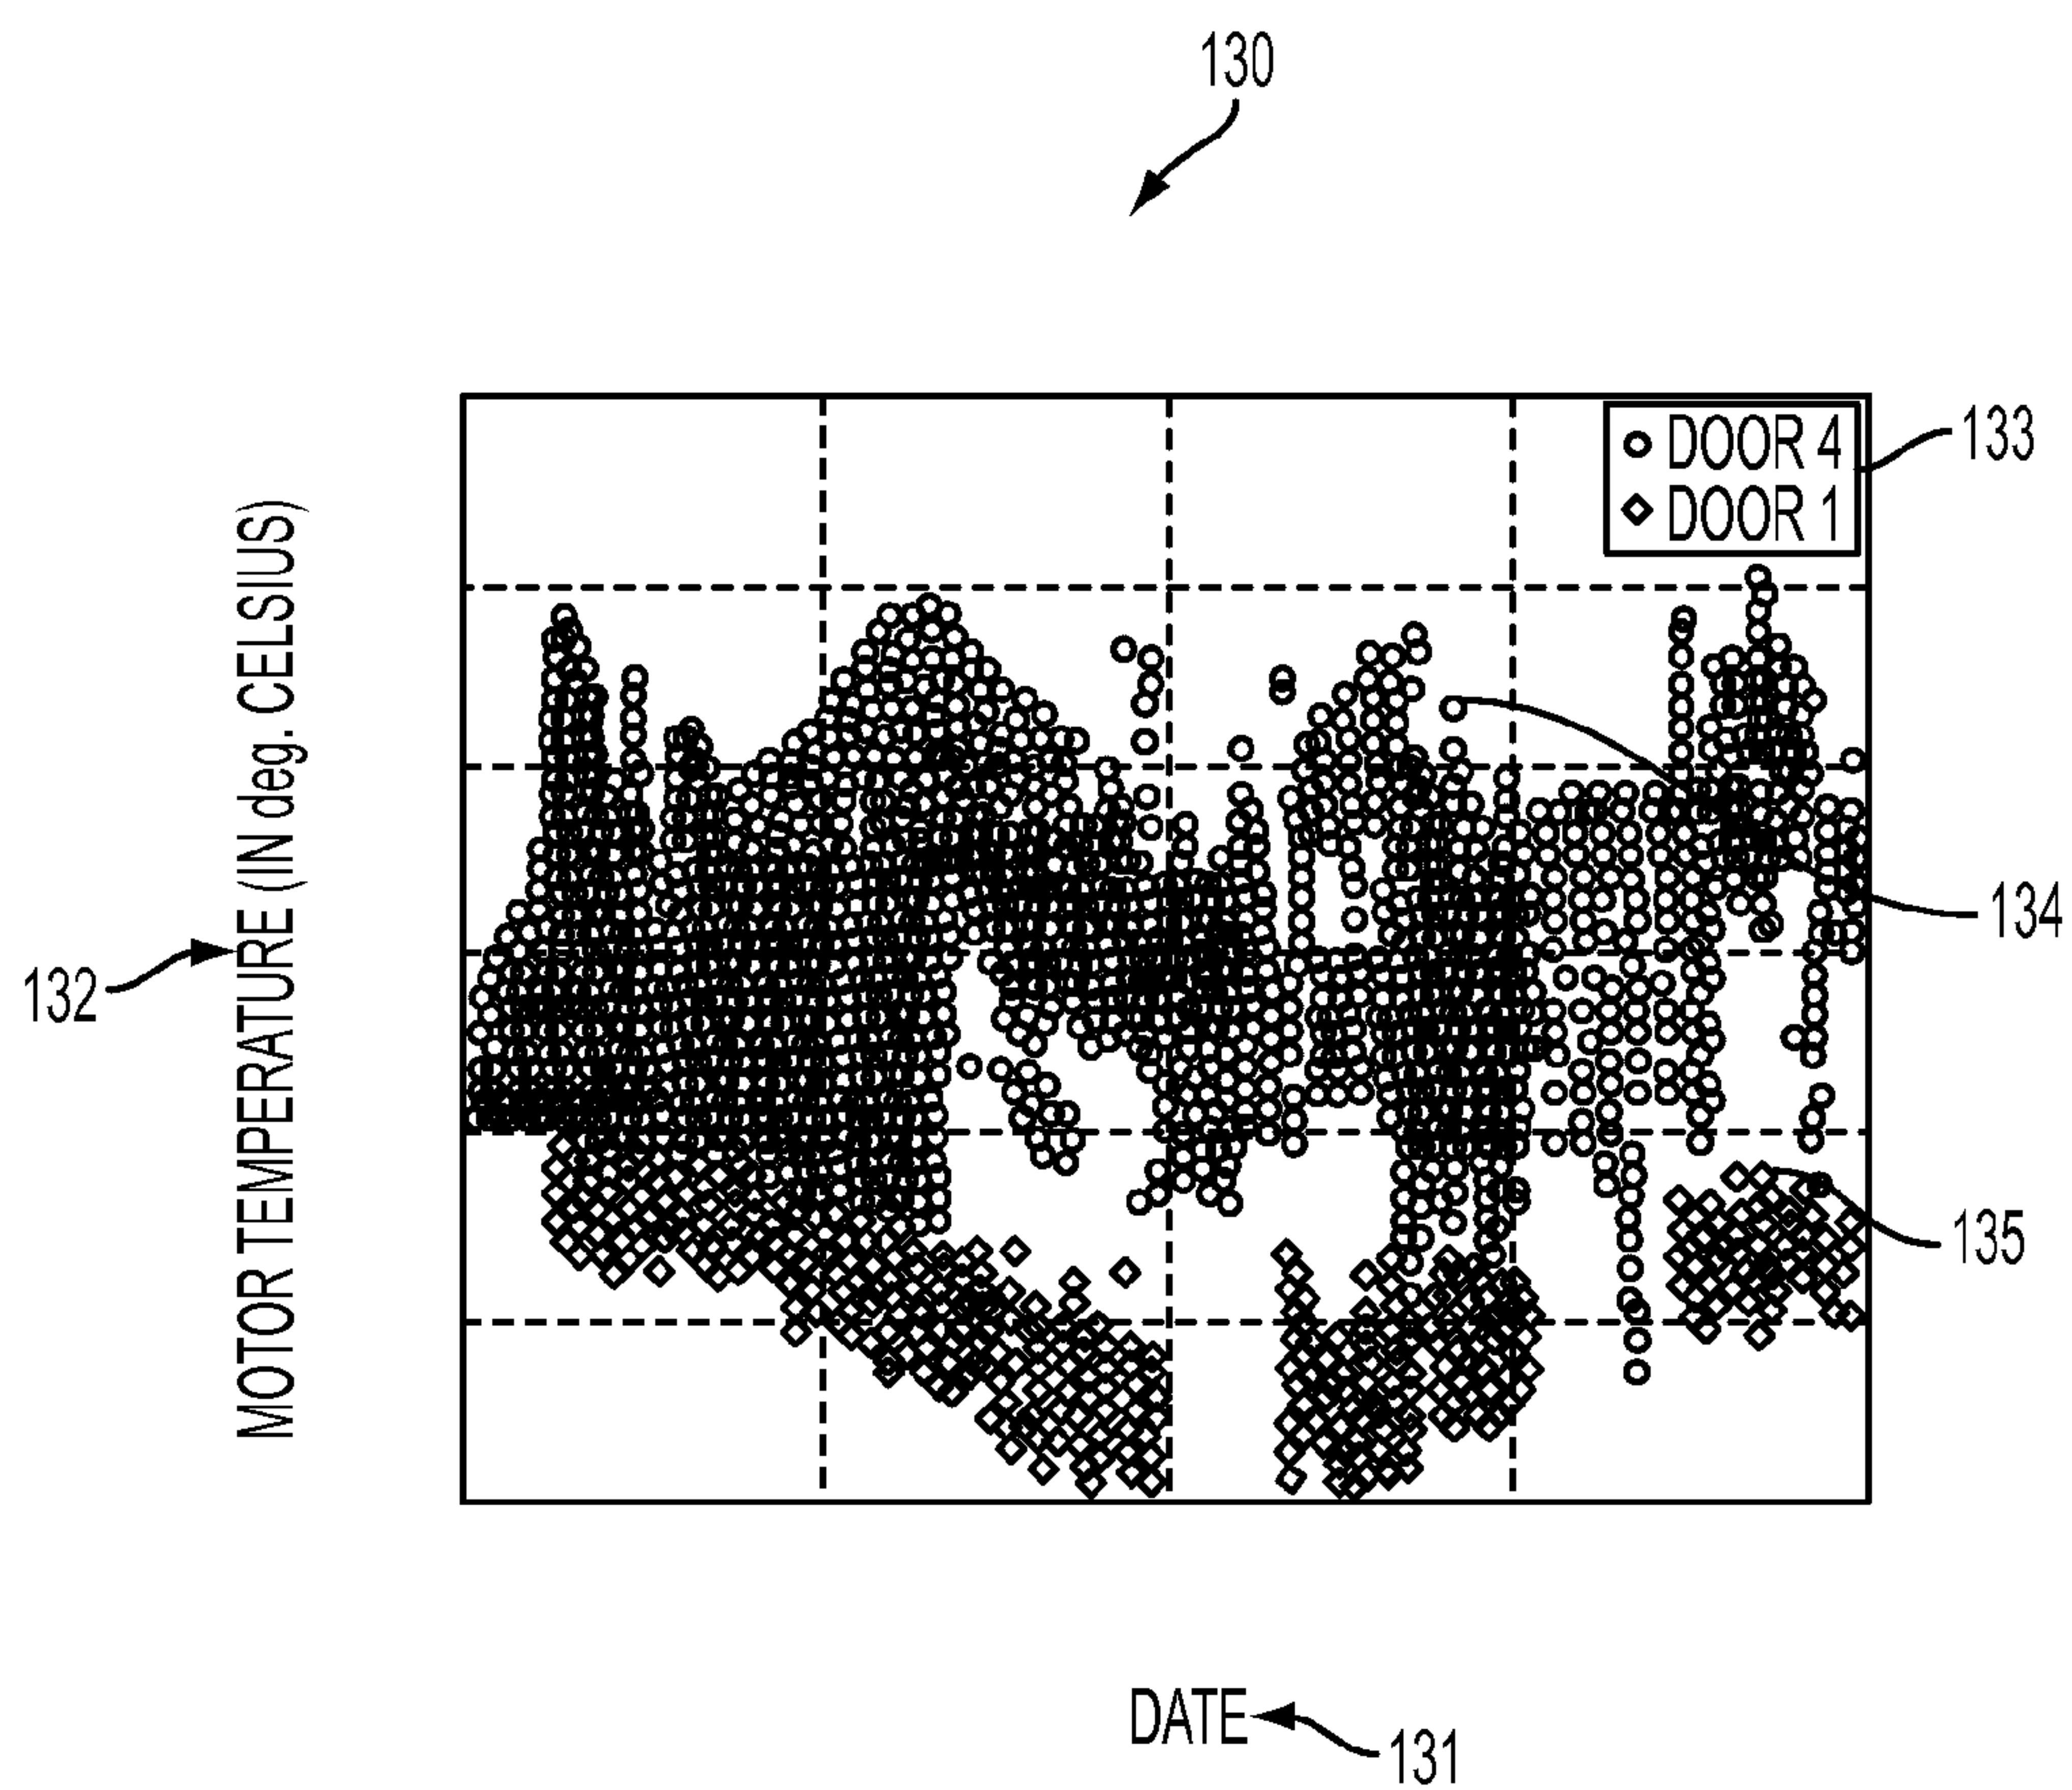 130
DOOR 4
DOOR 1
133
MOTOR TEMPERATURE (IN deg. CELSIUS)
132
134
135
DATE
131